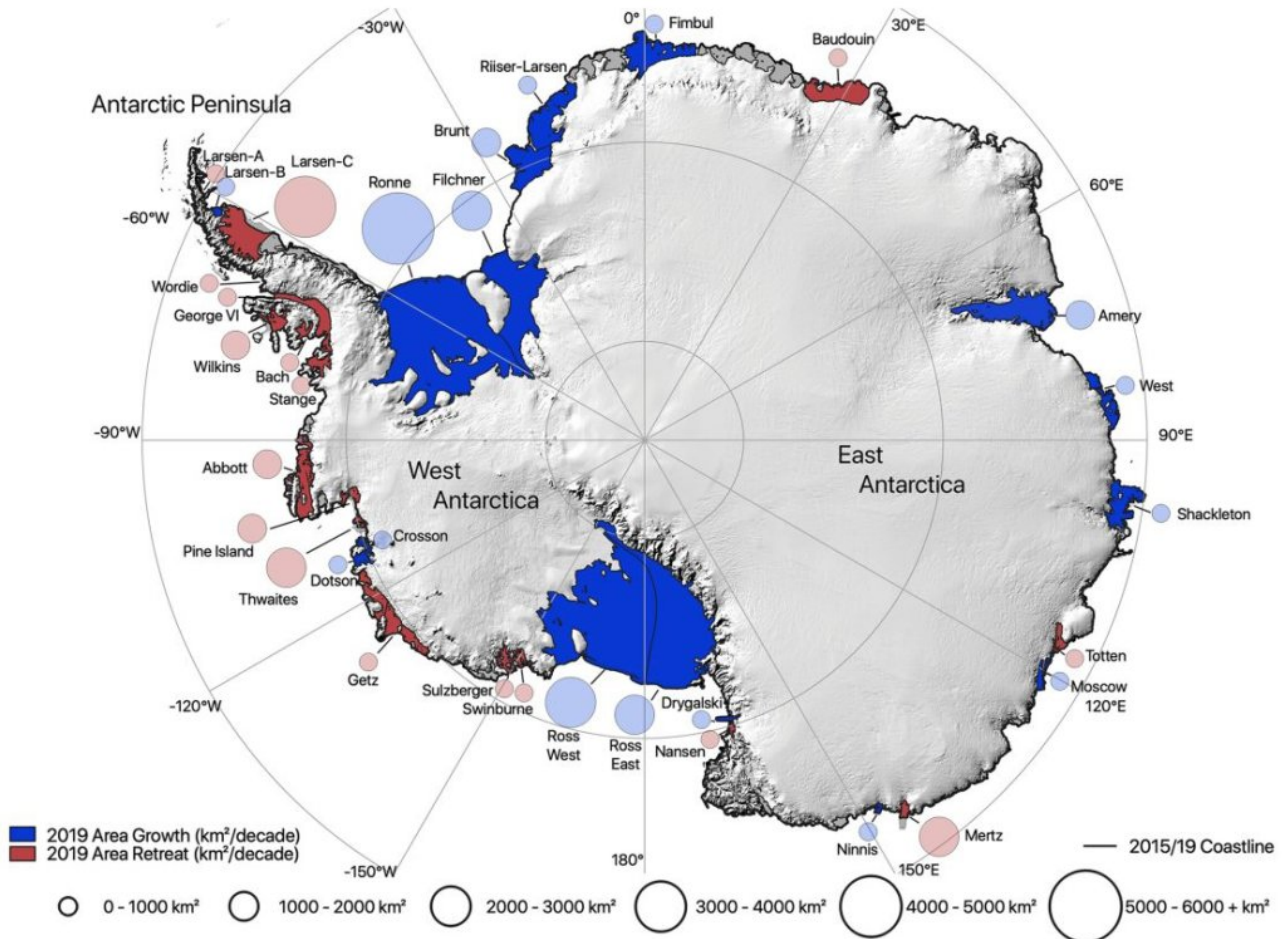 -30°W
0°
Fimbul
30°E
Baudouin
Riiser-Larsen
Antarctic Peninsula
Brunt
Larsen-A
Larsen-B
Larsen-C
Ronne
Filchner
60°E
-60°W
Wordie
George VI
Wilkins
Bach
Stange
Amery
West
-90°W
90°E
Abbott
West
Antarctica
East
Antarctica
Shackleton
Pine Island
Crosson
Dotson
Thwaites
Getz
Totten
Moscow
120°E
-120°W
Sulzberger
Swinburne
Drygalski
Ross
West
Ross
East
Nansen
2019 Area Growth (km²/decade)
2019 Area Retreat (km²/decade)
Ninnis
Mertz
2015/19 Coastline
-150°W
180°
150°E
0 - 1000 km²
1000 - 2000 km²
2000 - 3000 km²
3000 - 4000 km²
4000 - 5000 km²
5000 - 6000 + km²